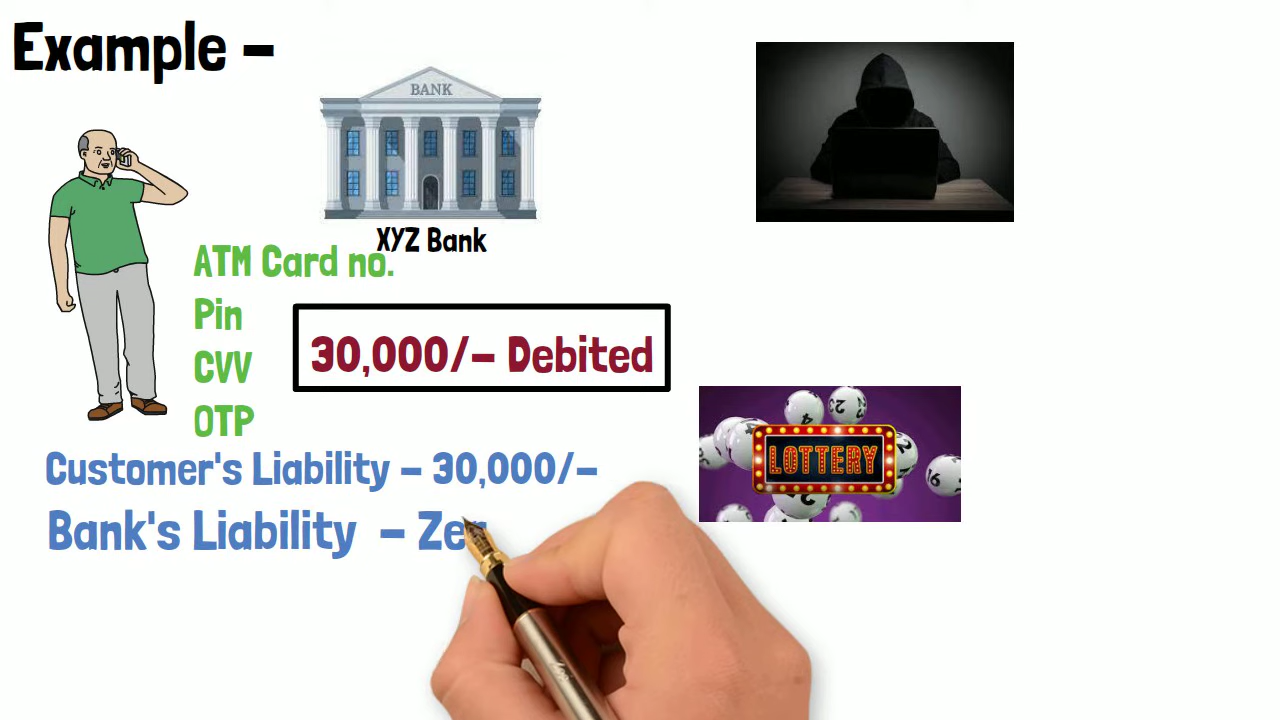 Example –
BANK
XYZ Bank
ATM Card no.
Pin
CVV
OTP
30,000/– Debited
LOTTERY
Customer's Liability – 30,000/–
Bank's Liability – Zer